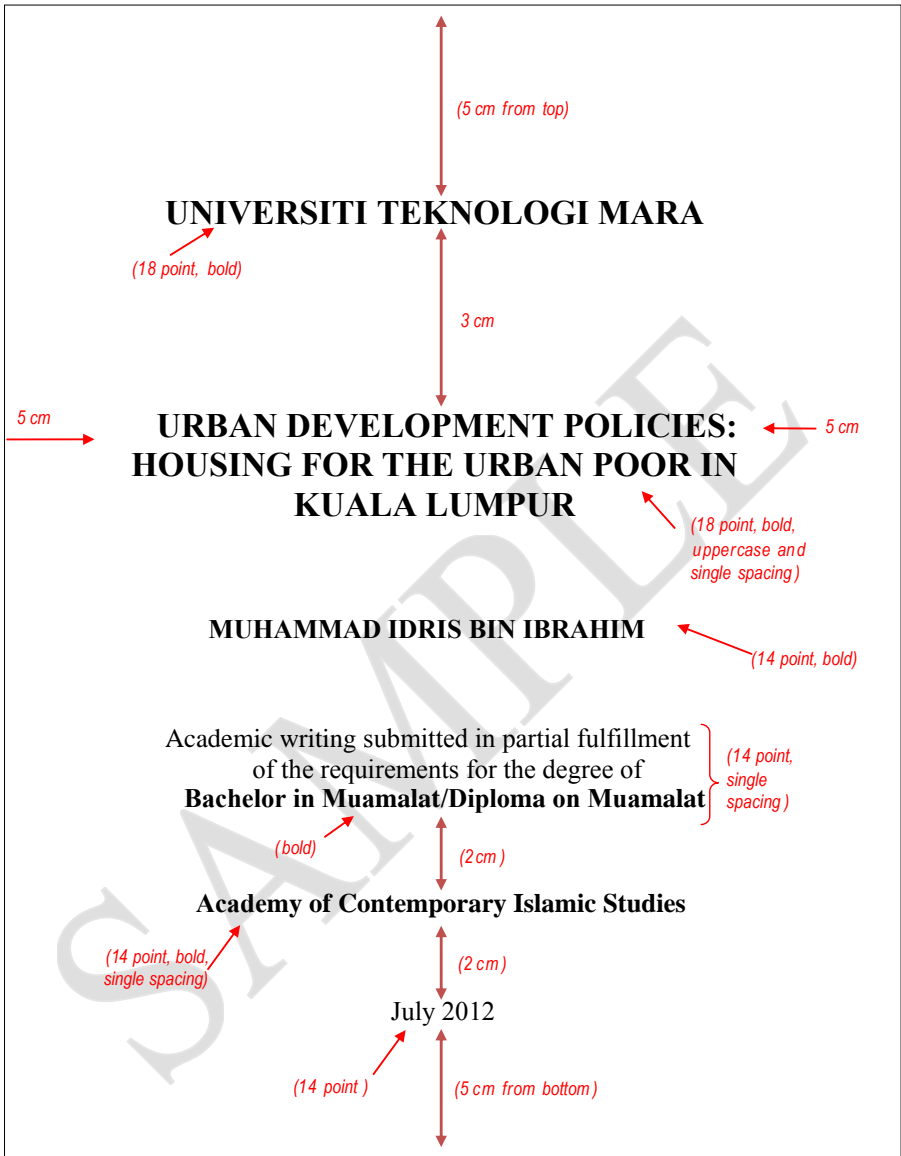 (5 cm from top)
UNIVERSITI TEKNOLOGI MARA
(18 point, bold)
3 cm
5 cm
URBAN DEVELOPMENT POLICIES:
5 cm
HOUSING FOR THE URBAN POOR IN
KUALA LUMPUR
(18 point, bold,
uppercase and
single spacing)
MUHAMMAD IDRIS BIN IBRAHIM
(14 point, bold)
Academic writing submitted in partial fulfillment
of the requirements for the degree of
Bachelor in Muamalat/Diploma on Muamalat
(14 point,
single
spacing)
(bold)
(2 cm)
Academy of Contemporary Islamic Studies
(14 point, bold,
single spacing)
(2 cm)
July 2012
(14 point)
(5 cm from bottom)
SAMPLE